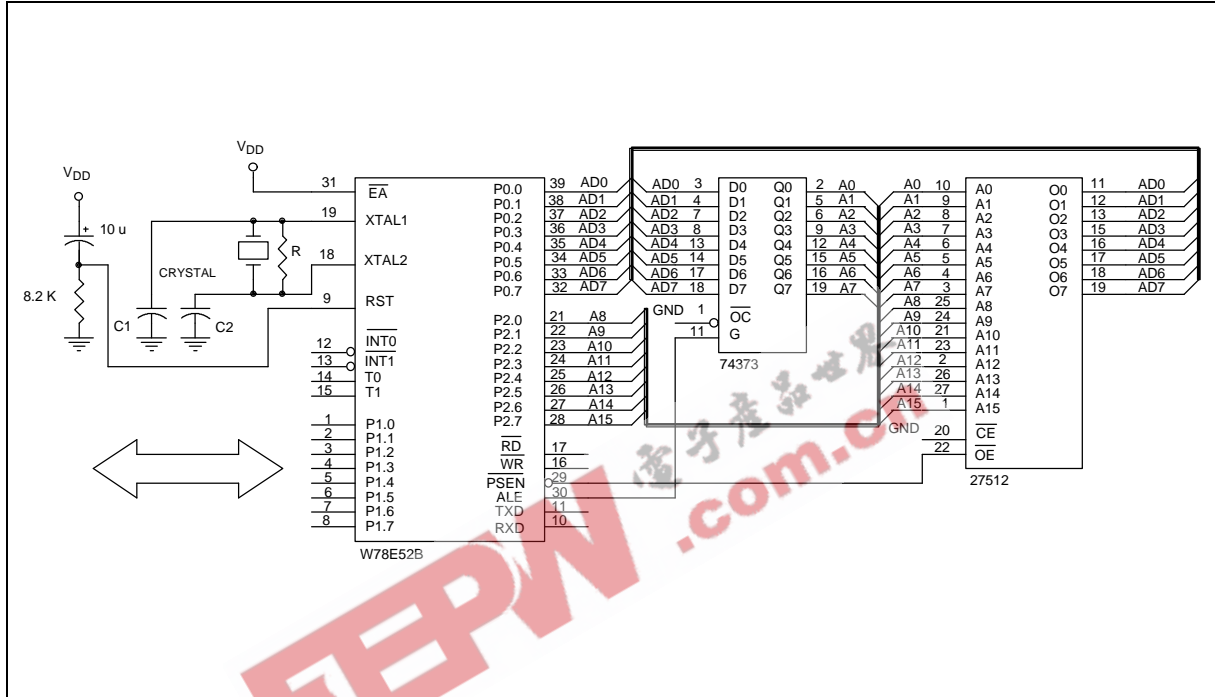 VDD
10 u
8.2 K
VDD
C1
CRYSTAL
C2
R
31 EA
19 XTAL1
18 XTAL2
9 RST
12 INT0
13 INT1
14 T0
15 T1
1 P1.0
2 P1.1
3 P1.2
4 P1.3
5 P1.4
6 P1.5
7 P1.6
8 P1.7
P0.0 39 AD0
P0.1 38 AD1
P0.2 37 AD2
P0.3 36 AD3
P0.4 35 AD4
P0.5 34 AD5
P0.6 33 AD6
P0.7 32 AD7
P2.0 21 A8
P2.1 22 A9
P2.2 23 A10
P2.3 24 A11
P2.4 25 A12
P2.5 26 A13
P2.6 27 A14
P2.7 28 A15
RD 17
WR 16
PSEN 29
ALE 30
TXD 11
RXD 10
W78E52B
AD0 3 D0 Q0 2 A0
AD1 4 D1 Q1 5 A1
AD2 7 D2 Q2 6 A2
AD3 8 D3 Q3 9 A3
AD4 13 D4 Q4 12 A4
AD5 14 D5 Q5 15 A5
AD6 17 D6 Q6 16 A6
AD7 18 D7 Q7 19 A7
GND 1 OC
11 G
74373
A0 10 A0 O0 11 AD0
A1 9 A1 O1 12 AD1
A2 8 A2 O2 13 AD2
A3 7 A3 O3 15 AD3
A4 6 A4 O4 16 AD4
A5 5 A5 O5 17 AD5
A6 4 A6 O6 18 AD6
A7 3 A7 O7 19 AD7
A8 25 A8
A9 24 A9
A10 21 A10
A11 23 A11
A12 2 A12
A13 26 A13
A14 27 A14
A15 1 A15
GND 20 CE
22 OE
27512
電子產品世界
EEPW
.com.cn